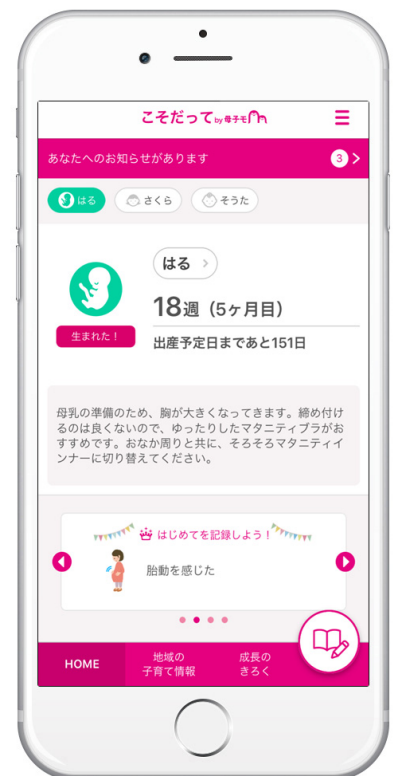 こそだって by 母子モ
あなたへのお知らせがあります 3
はる さくら そうた
はる
18週（5ヶ月目）
生まれた！
出産予定日まであと151日
母乳の準備のため、胸が大きくなってきます。締め付け
るのは良くないので、ゆったりしたマタニティブラがお
すすめです。おなか周りと共に、そろそろマタニティイ
ンナーに切り替えてください。
はじめてを記録しよう！
胎動を感じた
HOME
地域の
子育て情報
成長の
きろく